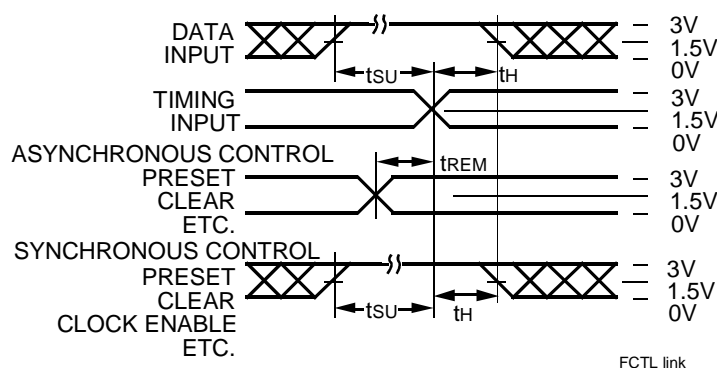 DATA
INPUT
3V
1.5V
0V
tSU
tH
TIMING
INPUT
3V
1.5V
0V
ASYNCHRONOUS CONTROL
tREM
PRESET
CLEAR
ETC.
3V
1.5V
0V
SYNCHRONOUS CONTROL
PRESET
CLEAR
CLOCK ENABLE
ETC.
3V
1.5V
0V
tSU
tH
FCTL link